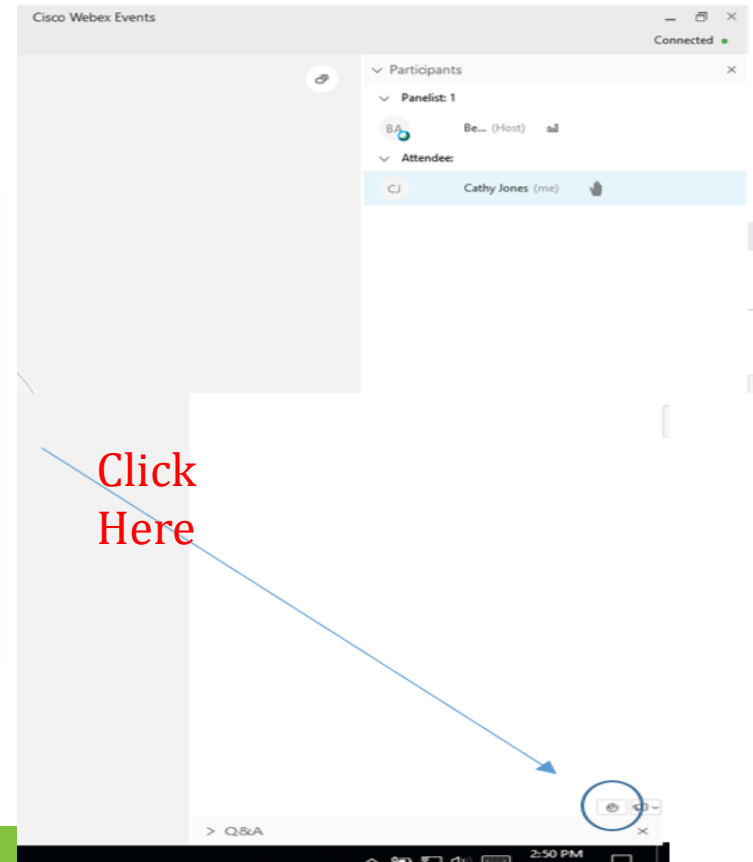 Cisco Webex Events
Connected
Participants
Panelist: 1
BA Be... (Host)
Attendee:
CJ Cathy Jones (me)
Click
Here
> Q&A
2:50 PM